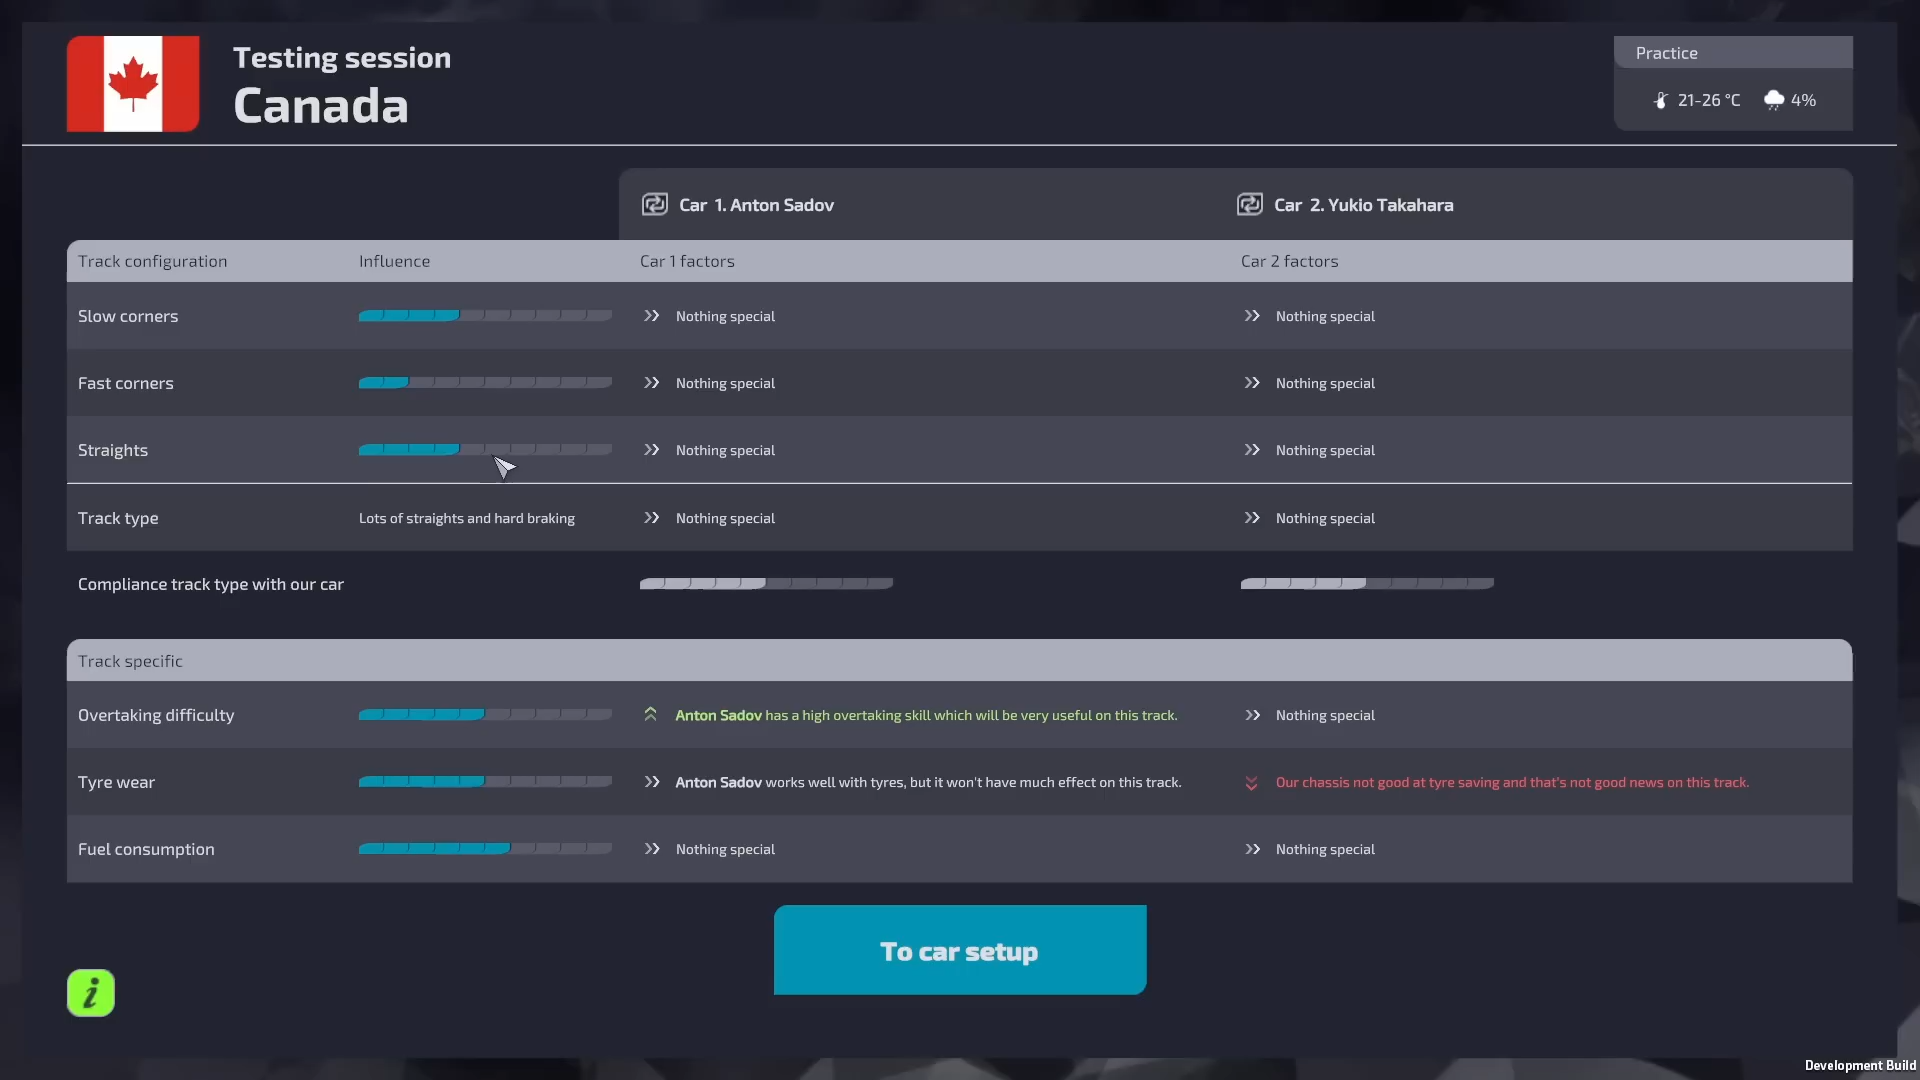 Testing session
Canada
Practice
21-26 °C 4%
Car 1. Anton Sadov Car 2. Yukio Takahara
Track configuration Influence Car 1 factors Car 2 factors
Slow corners Nothing special Nothing special
Fast corners Nothing special Nothing special
Straights Nothing special Nothing special
Track type Lots of straights and hard braking Nothing special Nothing special
Compliance track type with our car
Track specific
Overtaking difficulty Anton Sadov has a high overtaking skill which will be very useful on this track. Nothing special
Tyre wear Anton Sadov works well with tyres, but it won't have much effect on this track. Our chassis not good at tyre saving and that's not good news on this track.
Fuel consumption Nothing special Nothing special
To car setup
i
Development Build